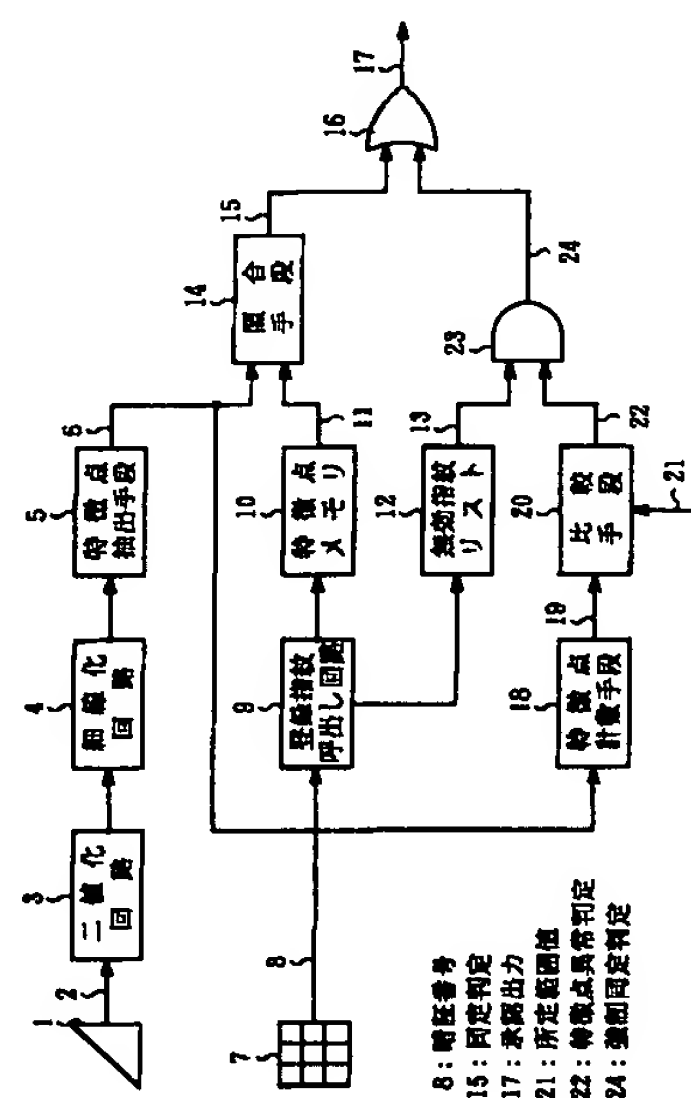 1
2
3
二値化
回路
4
細線化
回路
5
特徴点
抽出手段
6
7
8
9
登録指紋
呼出し回路
10
特徴点
メモリ
11
12
無効指紋
リスト
13
14
照合
手段
15
16
17
18
特徴点
計数手段
19
20
比較
手段
21
22
23
24
8:暗証番号
15:同定判定
17:承認出力
21:所定範囲値
22:特徴点異常判定
24:強制同定判定